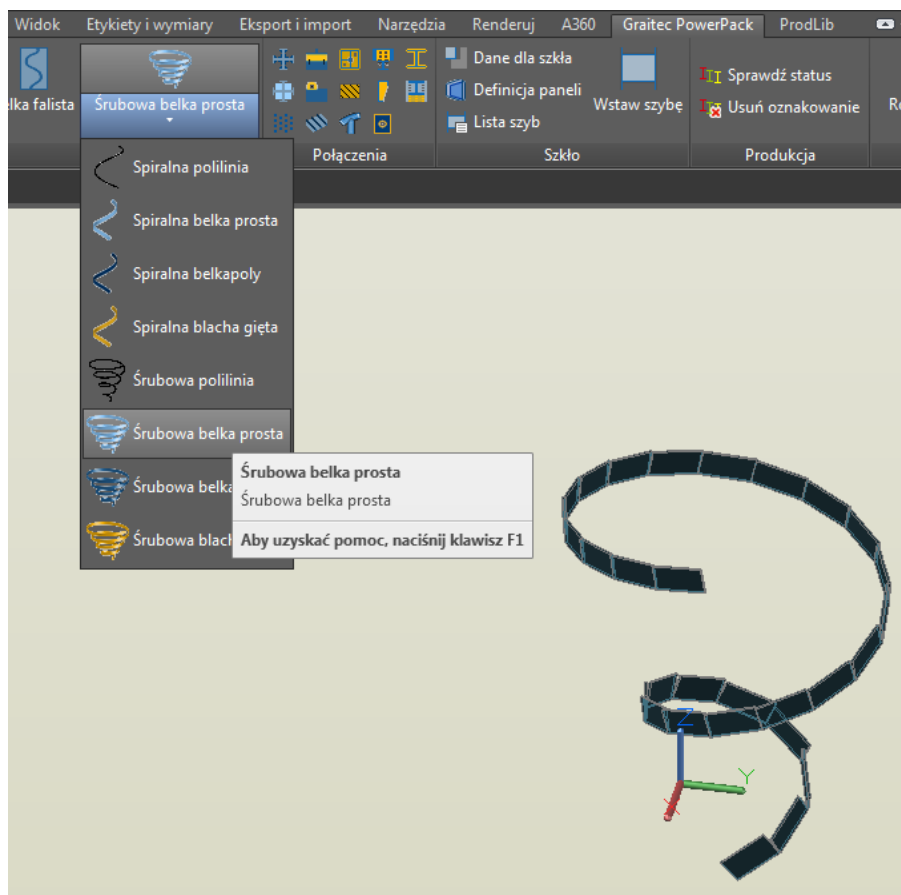 Widok Etykiety i wymiary Eksport i import Narzędzia Renderuj A360 Graitec PowerPack ProdLib
falista
Śrubowa belka prosta
Dane dla szkła
Definicja paneli
Lista szyb
Wstaw szybę
Sprawdź status
Usuń oznakowanie
Połączenia Szkło Produkcja
Spiralna polilinia
Spiralna belka prosta
Spiralna belkapoly
Spiralna blacha gięta
Śrubowa polilinia
Śrubowa belka prosta
Śrubowa belka
Śrubowa
Śrubowa belka prosta
Śrubowa belka prosta
Aby uzyskać pomoc, naciśnij klawisz F1
Z
Y
X